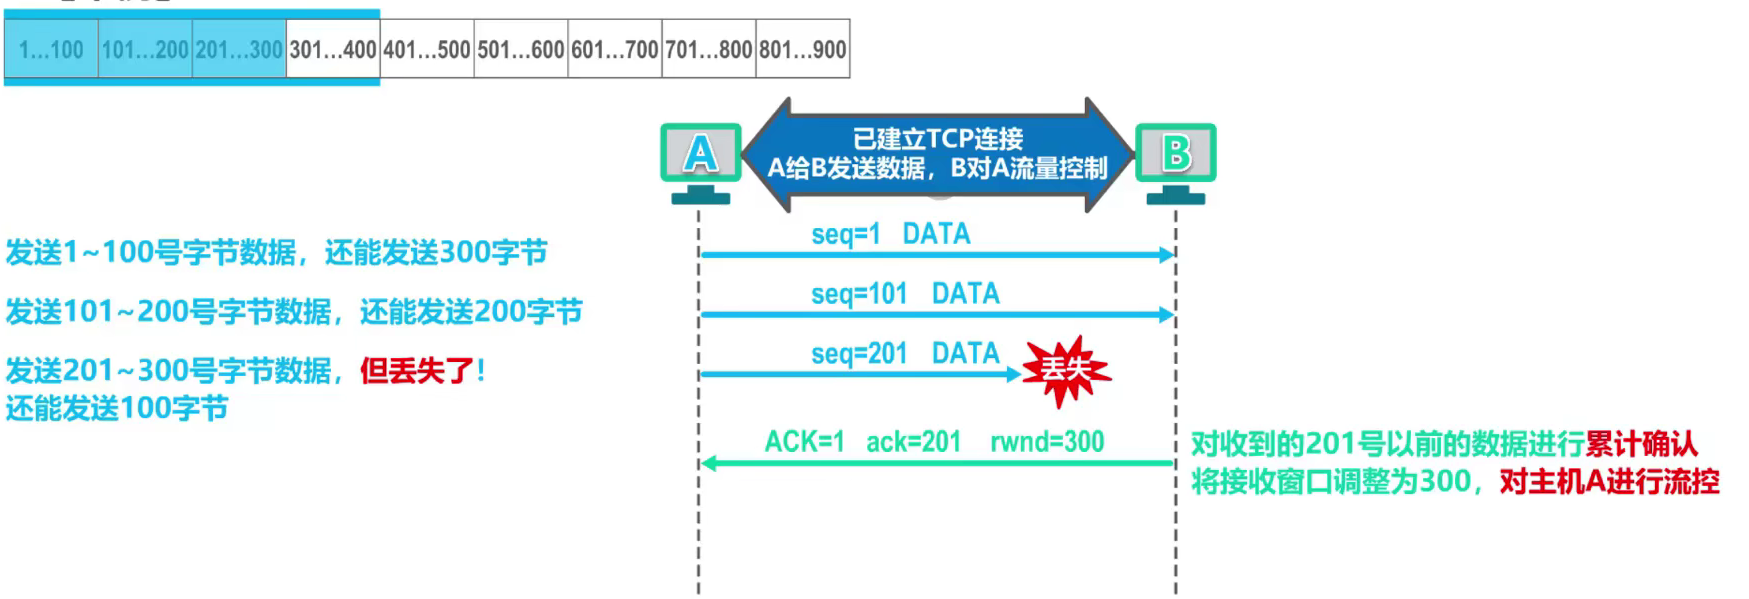 1…100 101…200 201…300 301…400 401…500 501…600 601…700 701…800 801…900
A
已建立TCP连接
A给B发送数据，B对A流量控制
B
发送1~100号字节数据，还能发送300字节
seq=1 DATA
发送101~200号字节数据，还能发送200字节
seq=101 DATA
发送201~300号字节数据，但丢失了！
还能发送100字节
seq=201 DATA
丢失
ACK=1 ack=201 rwnd=300
对收到的201号以前的数据进行累计确认
将接收窗口调整为300，对主机A进行流控